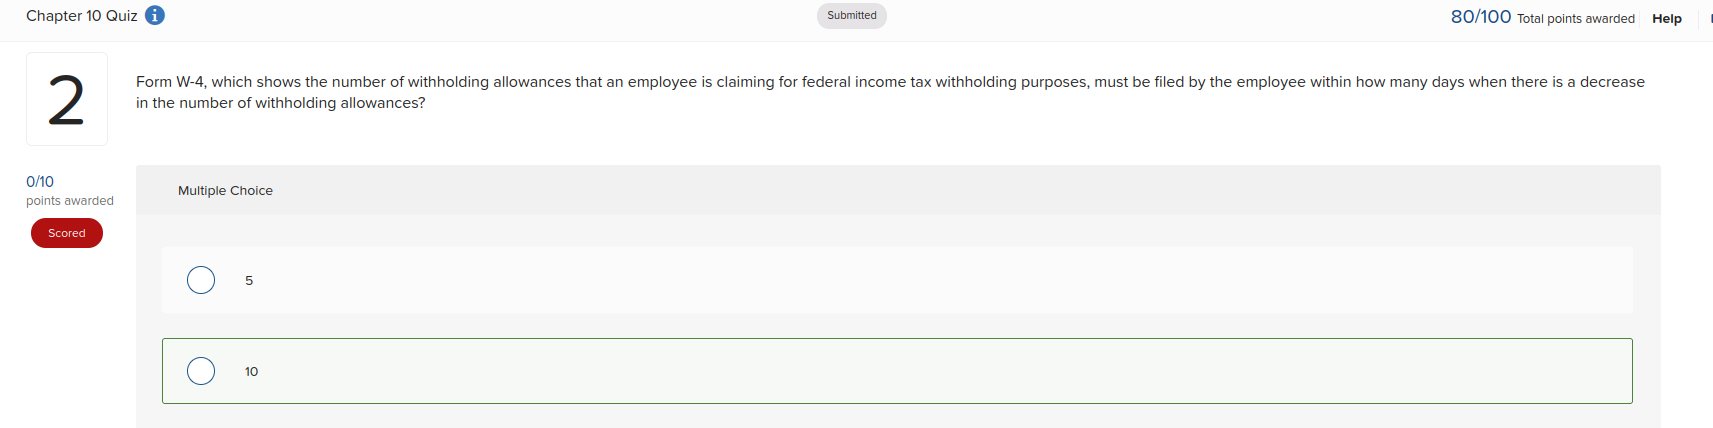 Chapter 10 Quiz i
Submitted
80/100 Total points awarded Help
2
Form W-4, which shows the number of withholding allowances that an employee is claiming for federal income tax withholding purposes, must be filed by the employee within how many days when there is a decrease
in the number of withholding allowances?
0/10
points awarded
Scored
Multiple Choice
5
10